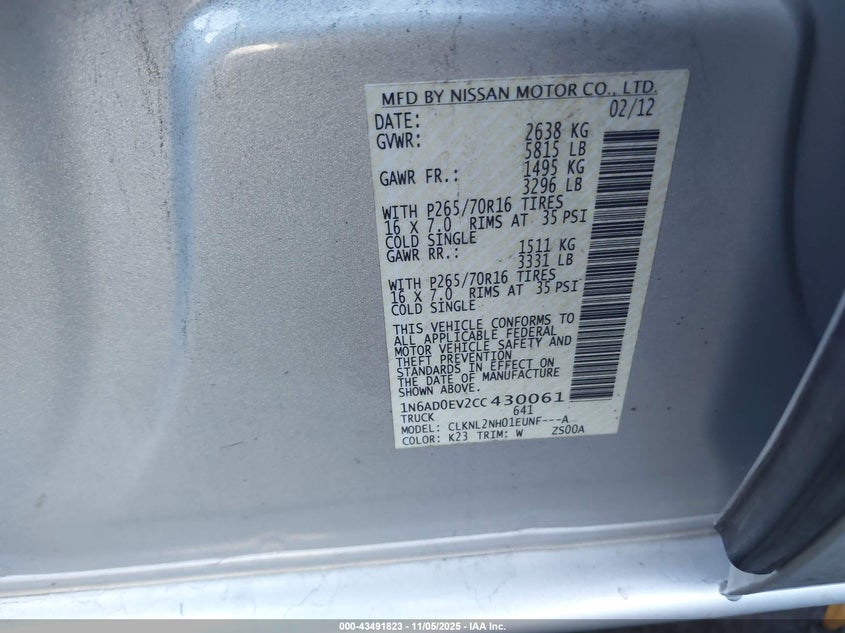 MFD BY NISSAN MOTOR CO., LTD.
DATE: 02/12
GVWR: 2638 KG
5815 LB
GAWR FR.: 1495 KG
3296 LB
WITH P265/70R16 TIRES
16 X 7.0 RIMS AT 35 PSI
COLD SINGLE
GAWR RR.: 1511 KG
3331 LB
WITH P265/70R16 TIRES
16 X 7.0 RIMS AT 35 PSI
COLD SINGLE
THIS VEHICLE CONFORMS TO
ALL APPLICABLE FEDERAL
MOTOR VEHICLE SAFETY AND
THEFT PREVENTION
STANDARDS IN EFFECT ON
THE DATE OF MANUFACTURE
SHOWN ABOVE.
1N6AD0EV2CC430061
TRUCK 641
MODEL: CLKNL2NH01EUNF---A
COLOR: K23 TRIM: W ZS00A
000-43491823 - 11/05/2025 - IAA Inc.